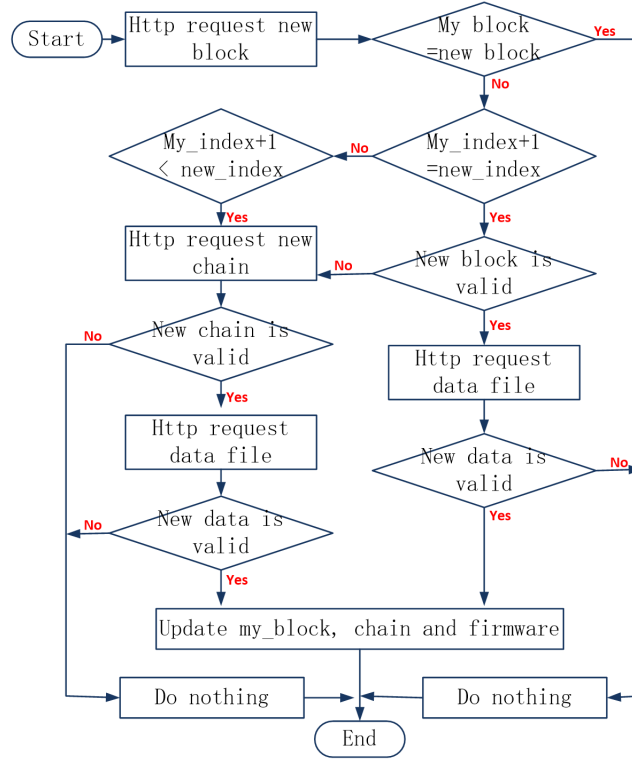 Start
Http request new
block
My block
=new block
Yes
No
My_index+1
< new_index
No
My_index+1
=new_index
Yes
Yes
Http request new
chain
No
New block is
valid
No
New chain is
valid
Yes
Http request
data file
Yes
Http request
data file
New data is
valid
No
No
New data is
valid
Yes
Yes
Update my_block, chain and firmware
Do nothing
Do nothing
End